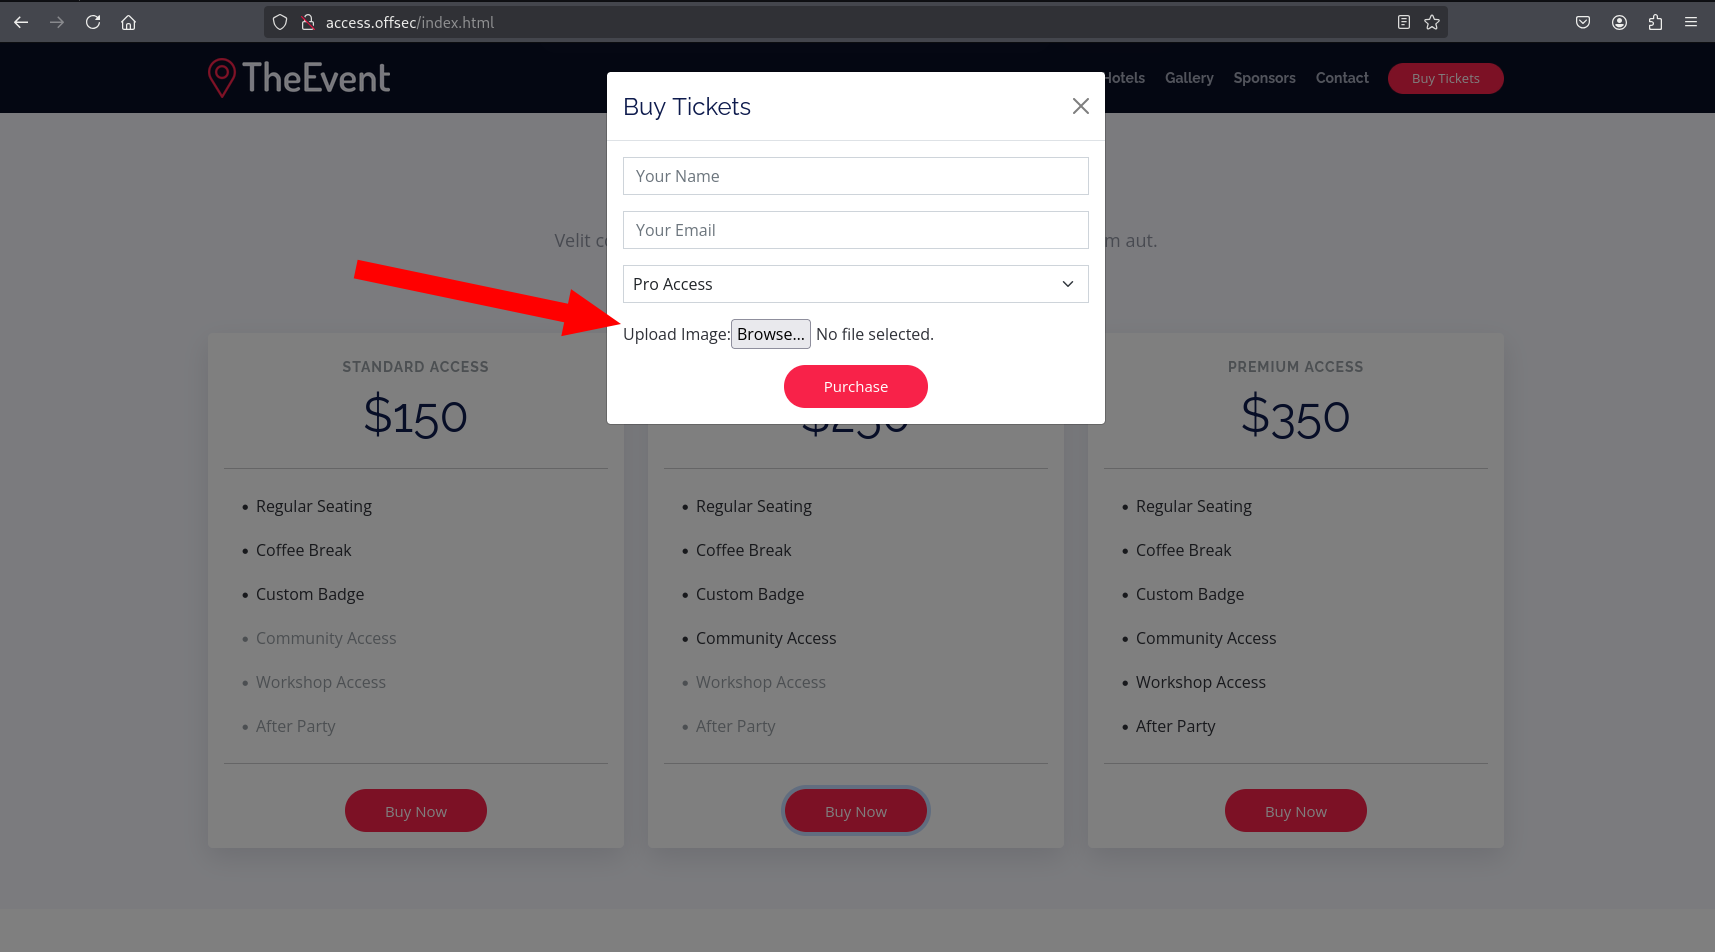 access.offsec/index.html
TheEvent
Hotels Gallery Sponsors Contact Buy Tickets
Buy Tickets
Your Name
Your Email
Velit
m aut.
Pro Access
Upload Image: Browse... No file selected.
Purchase
STANDARD ACCESS
$150
Regular Seating
Coffee Break
Custom Badge
Community Access
Workshop Access
After Party
Buy Now
$250
Regular Seating
Coffee Break
Custom Badge
Community Access
Workshop Access
After Party
Buy Now
PREMIUM ACCESS
$350
Regular Seating
Coffee Break
Custom Badge
Community Access
Workshop Access
After Party
Buy Now